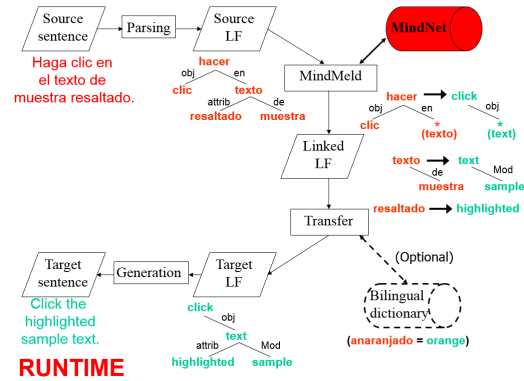 Source
sentence
Parsing
Source
LF
MindNet
Haga clic en
el texto de
muestra resaltado.
hacer
obj
en
clic
texto
attrib
de
resaltado
muestra
MindMeld
hacer
click
obj
en
obj
clic
*
(texto)
*
(text)
Linked
LF
texto
text
de
Mod
muestra
sample
resaltado
highlighted
Transfer
(Optional)
Target
sentence
Generation
Target
LF
Bilingual
dictionary
(anaranjado = orange)
Click the
highlighted
sample text.
click
obj
text
attrib
Mod
highlighted
sample
RUNTIME